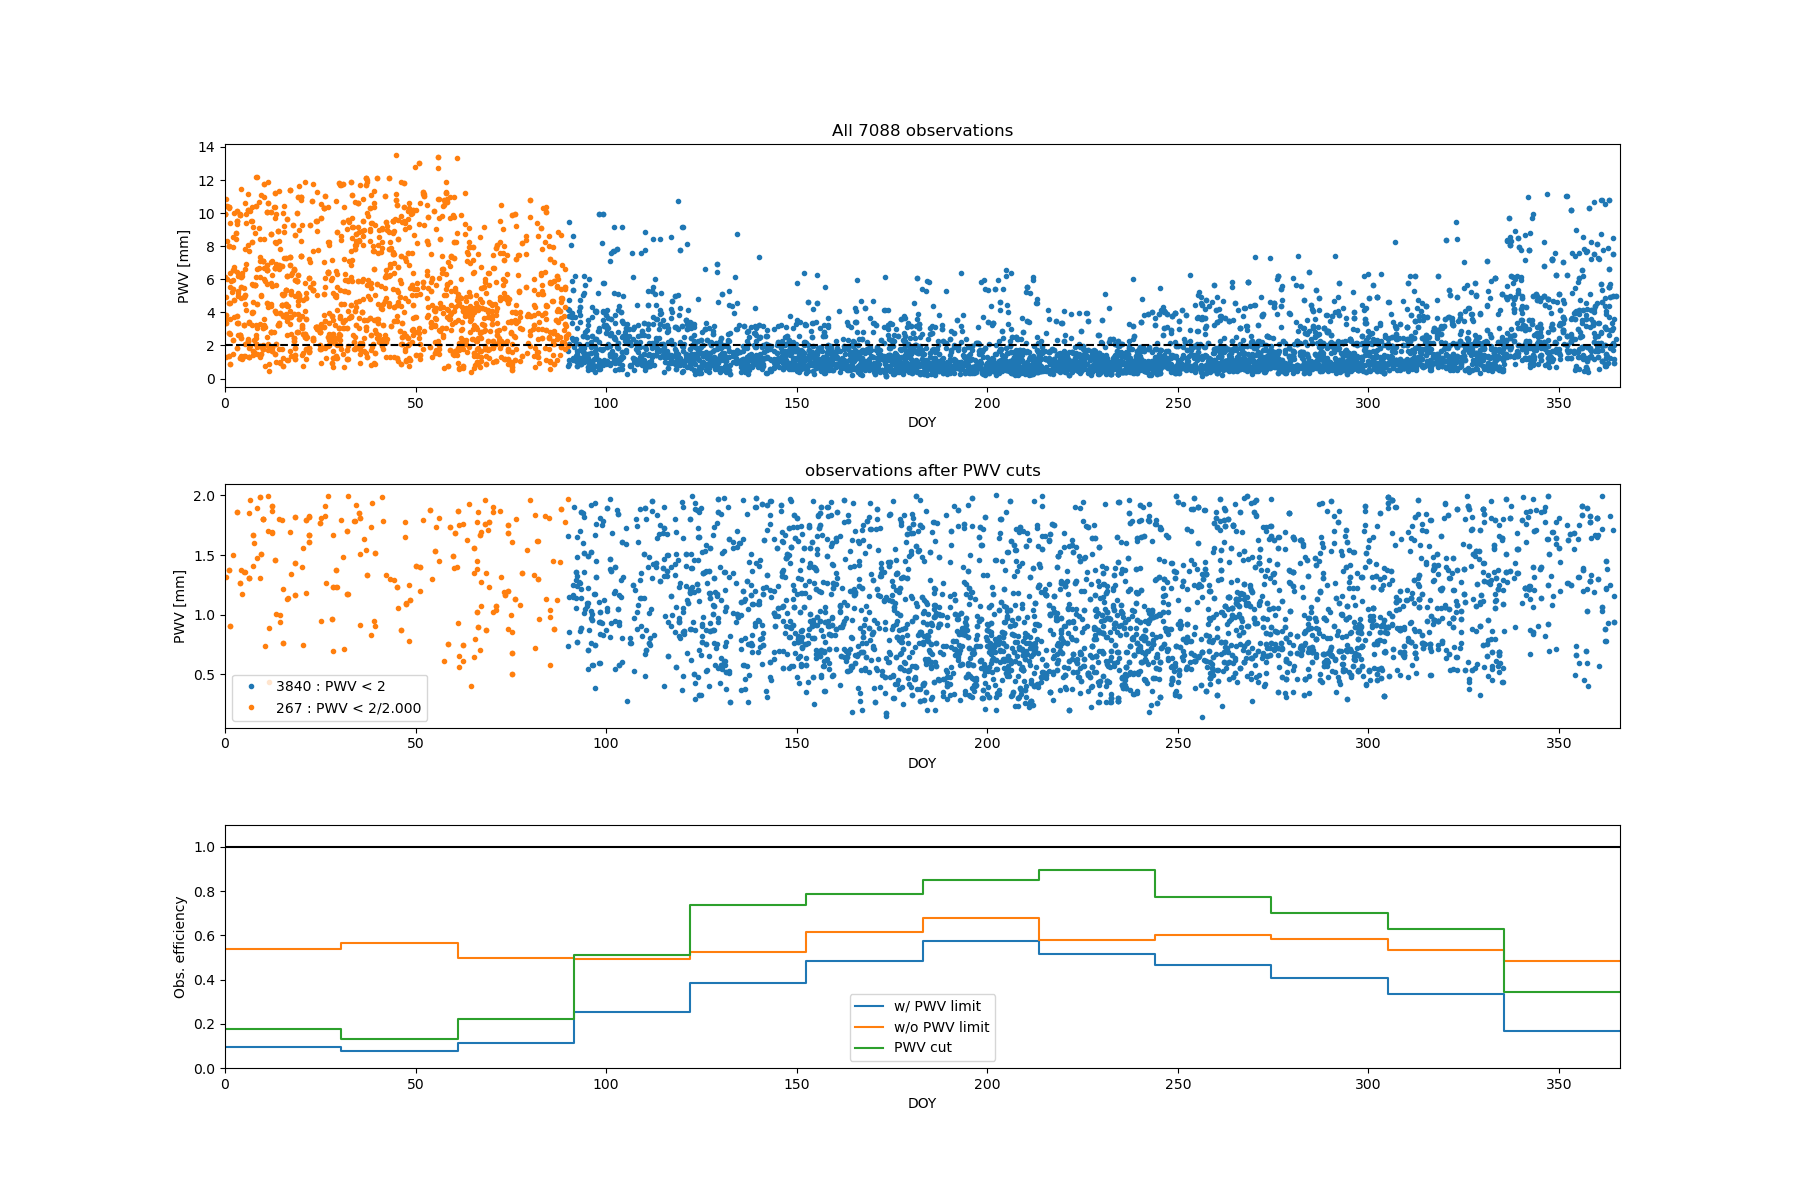 All 7088 observations
14
12
10
8
6
4
2
0
PWV [mm]
0 50 100 150 200 250 300 350
DOY
observations after PWV cuts
2.0
1.5
1.0
0.5
PWV [mm]
3840 : PWV < 2
267 : PWV < 2/2.000
0 50 100 150 200 250 300 350
DOY
1.0
0.8
0.6
0.4
0.2
0.0
Obs. efficiency
w/ PWV limit
w/o PWV limit
PWV cut
0 50 100 150 200 250 300 350
DOY